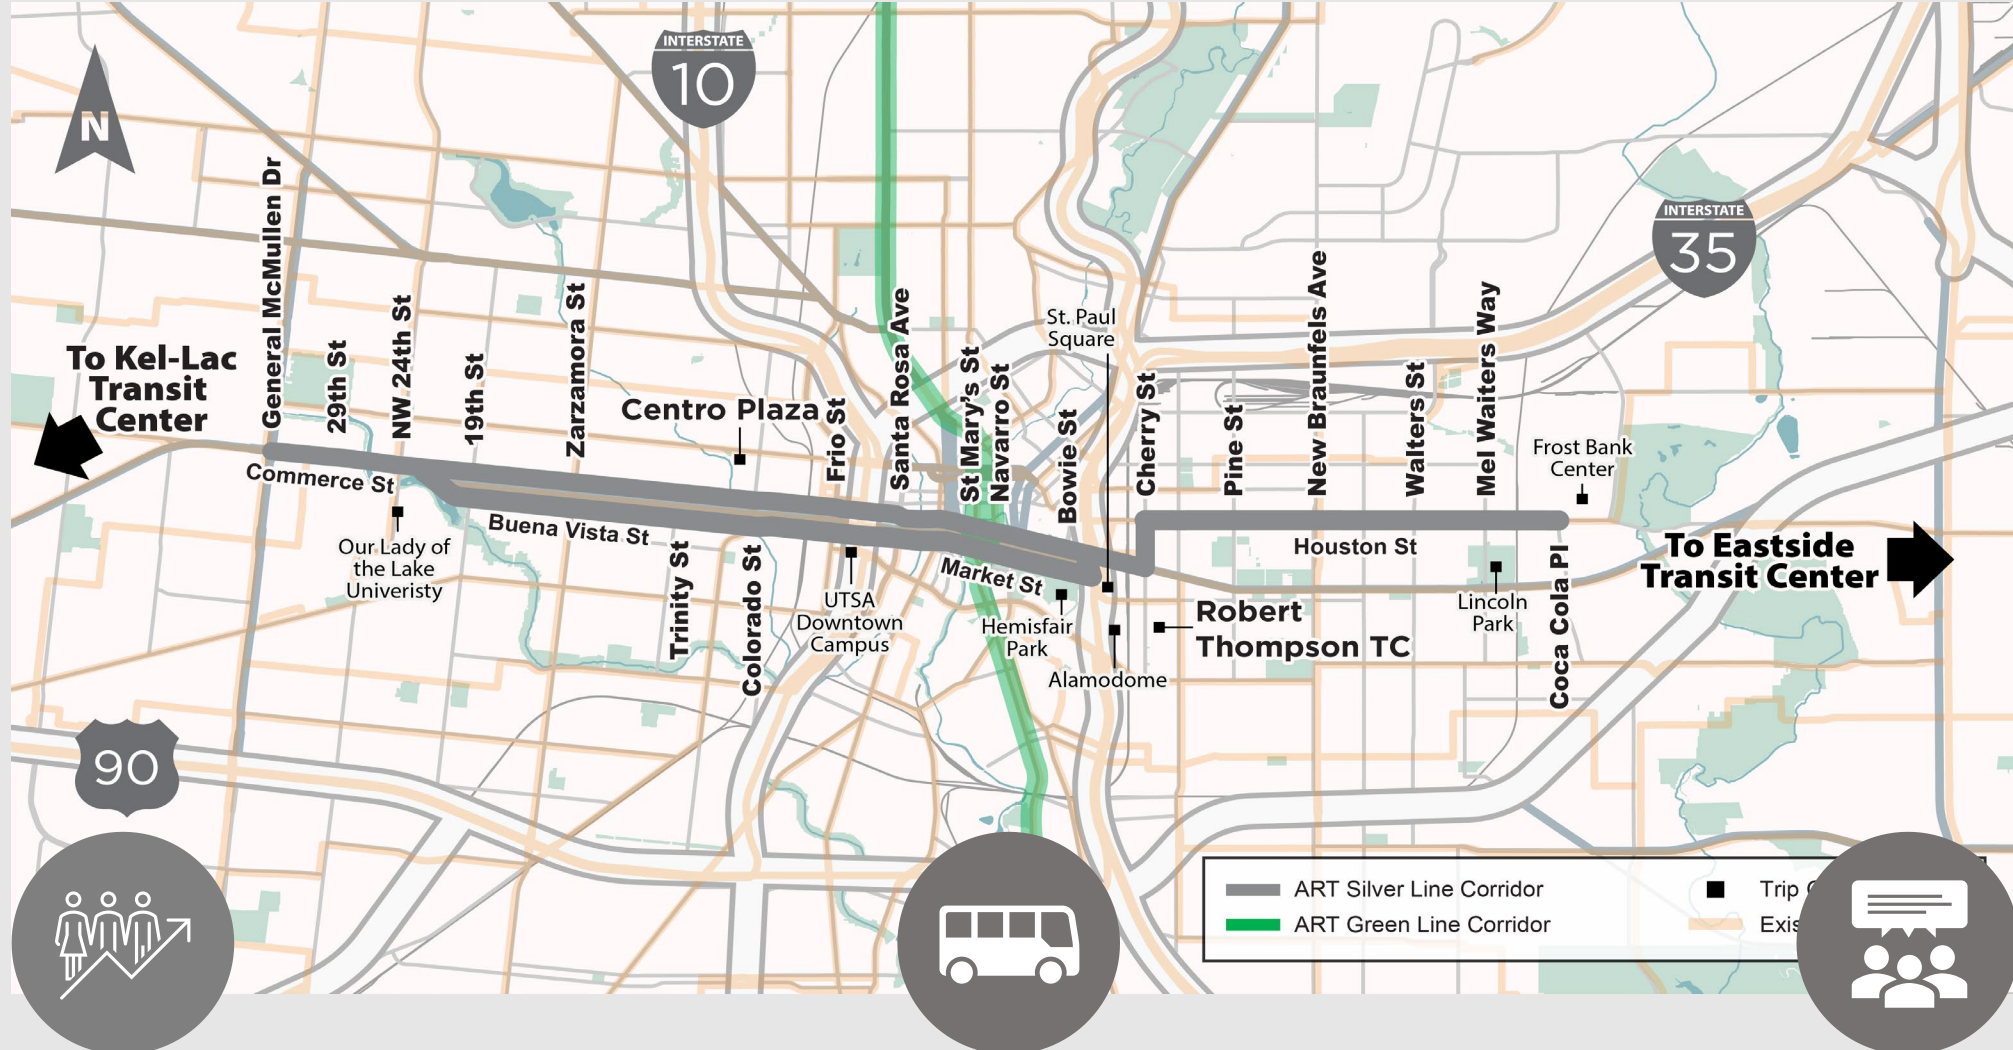 INTERSTATE
10
N
INTERSTATE
35
General McMullen Dr
29th St
NW 24th St
19th St
Zarzamora St
Santa Rosa Ave
St. Paul
Square
New Braunfels Ave
Mel Waiters Way
To Kel-Lac
Transit
Center
Centro Plaza
Frio St
St Mary's St
Navarro St
Bowie St
Cherry St
Pine St
Walters St
Frost Bank
Center
Commerce St
Buena Vista St
Our Lady of
the Lake
Univeristy
Trinity St
Colorado St
UTSA
Downtown
Campus
Market St
Hemisfair
Park
Alamodome
Robert
Thompson TC
Houston St
Lincoln
Park
Coca Cola Pl
To Eastside
Transit Center
90
ART Silver Line Corridor
Trip
ART Green Line Corridor
Exis